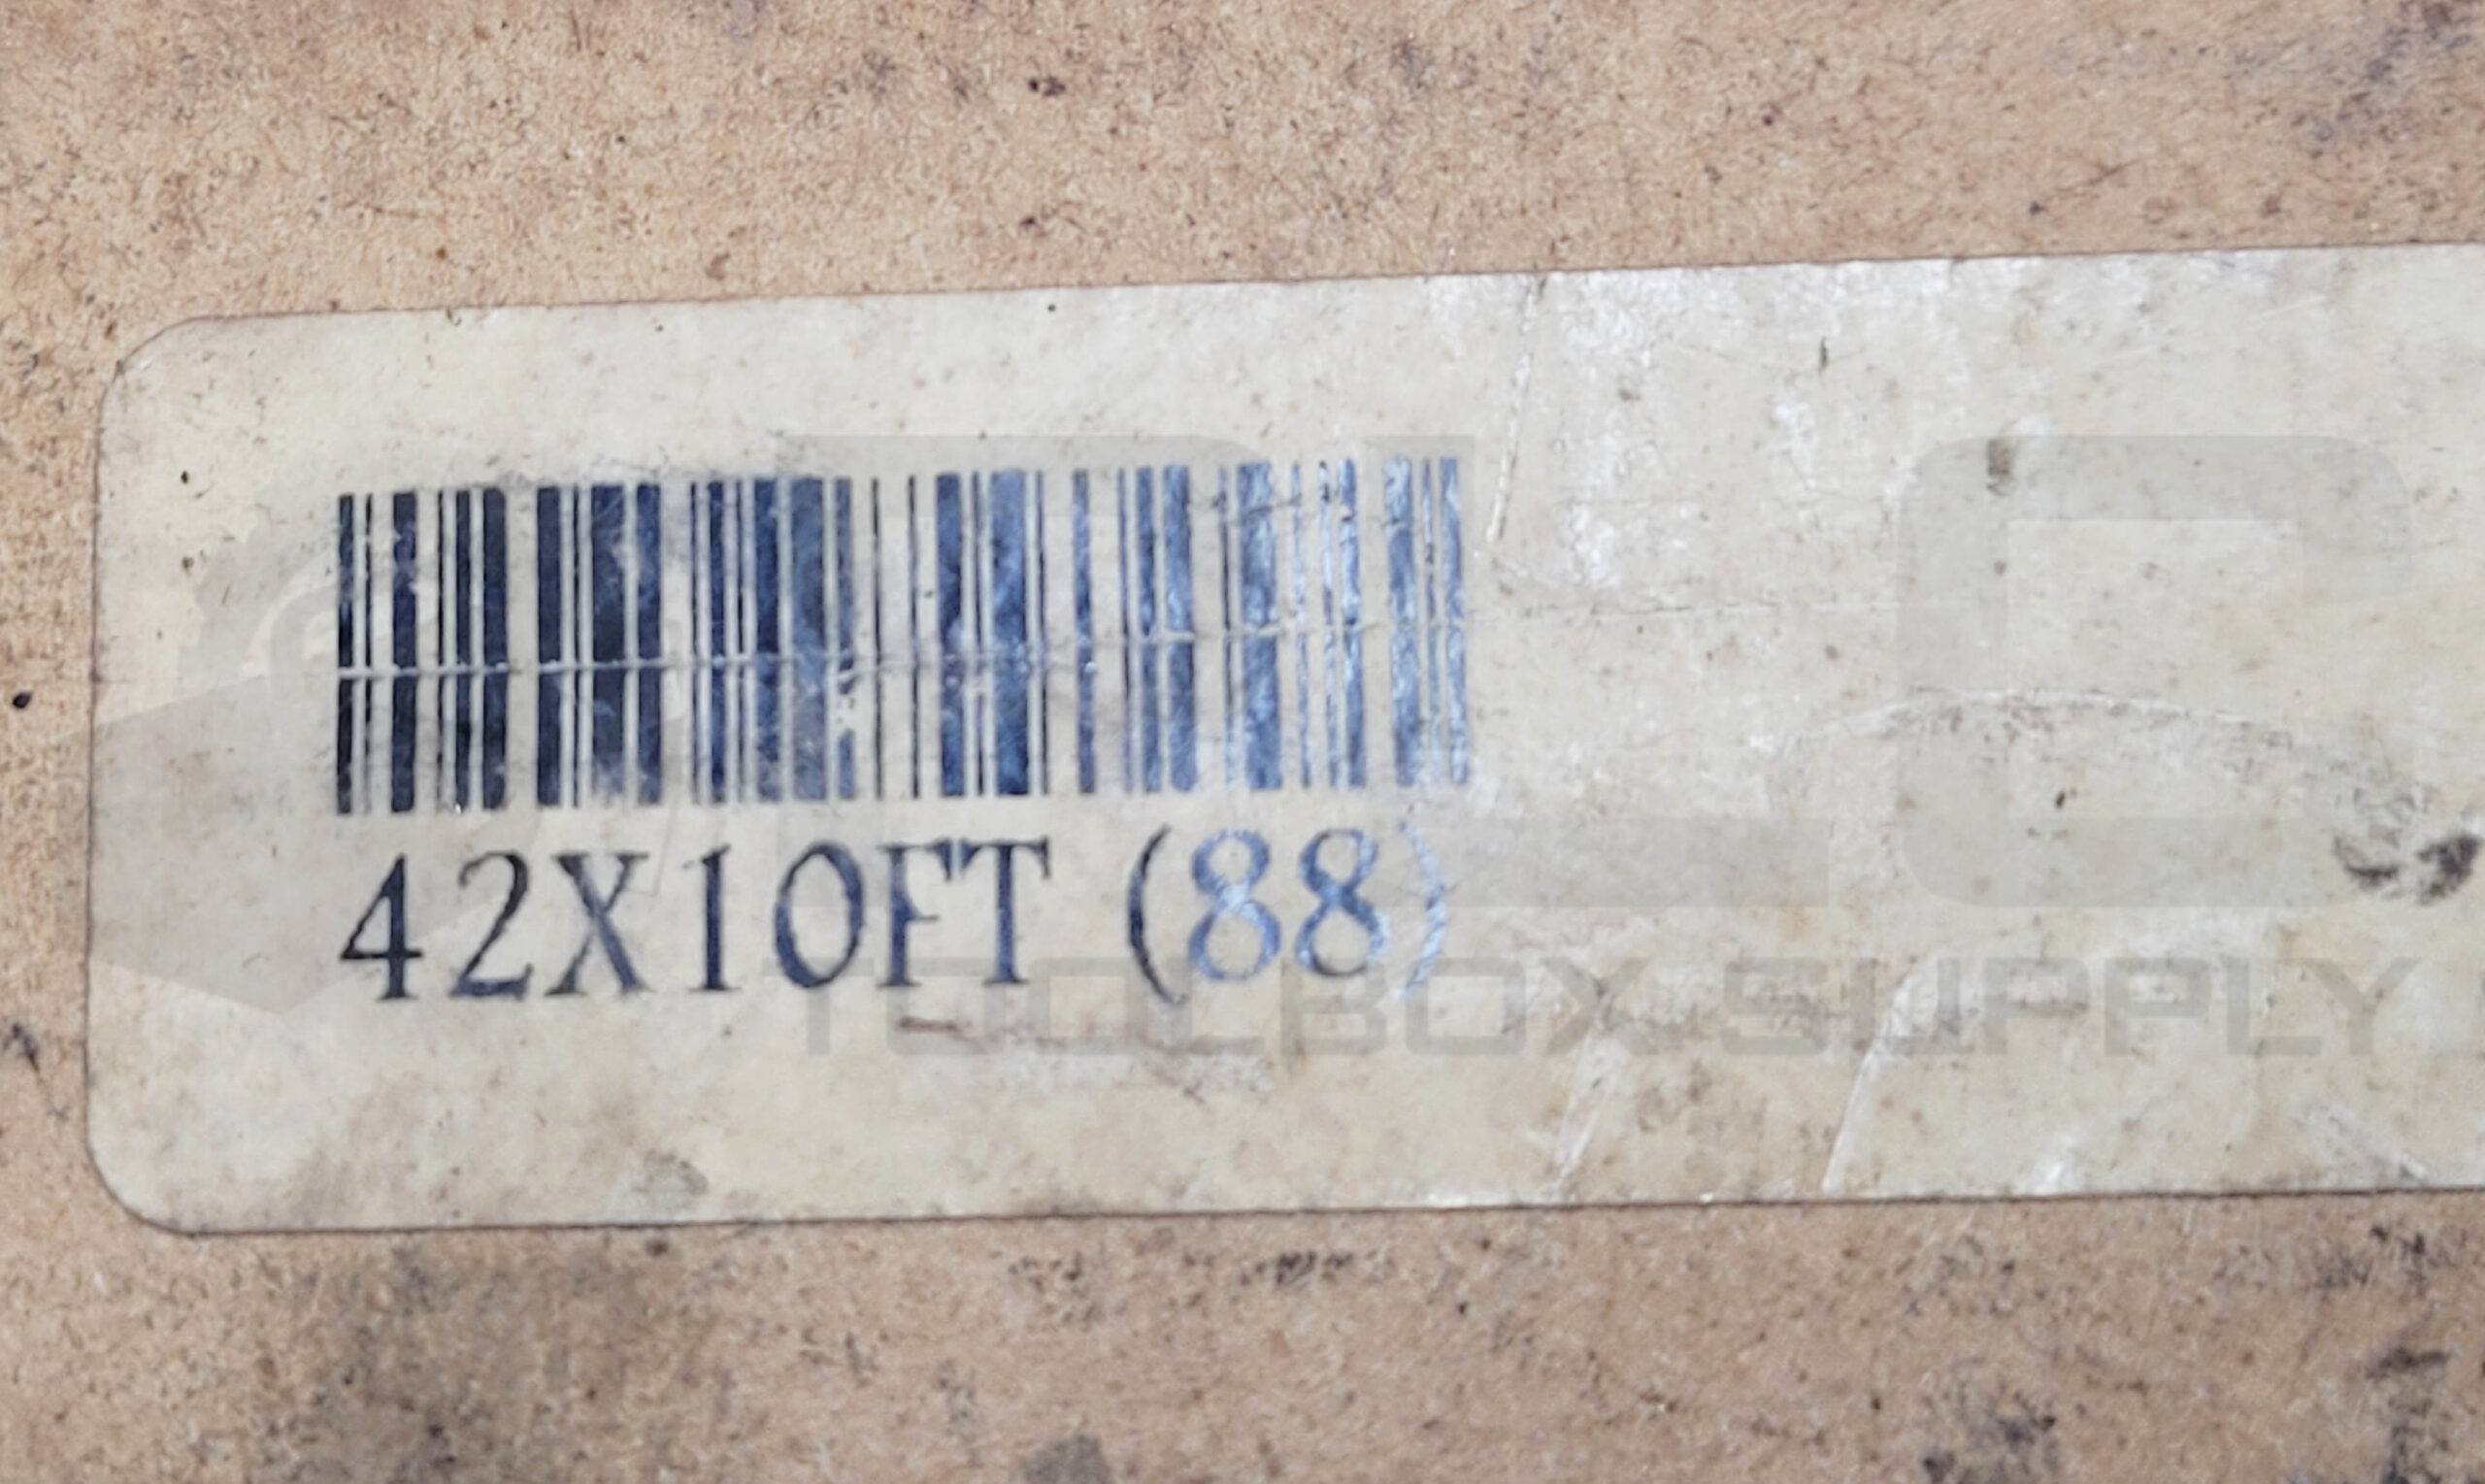 42X10FT (88)
TOOLBOX SUPPLY